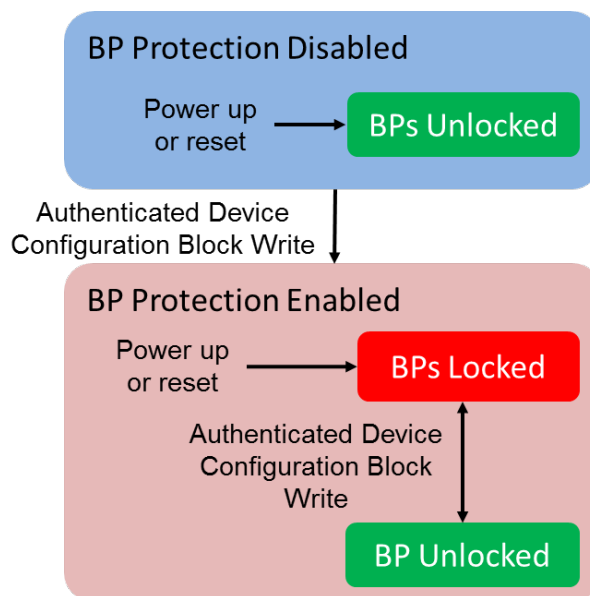 BP Protection Disabled
Power up
or reset
BPs Unlocked
Authenticated Device
Configuration Block Write
BP Protection Enabled
Power up
or reset
BPs Locked
Authenticated Device
Configuration Block
Write
BP Unlocked